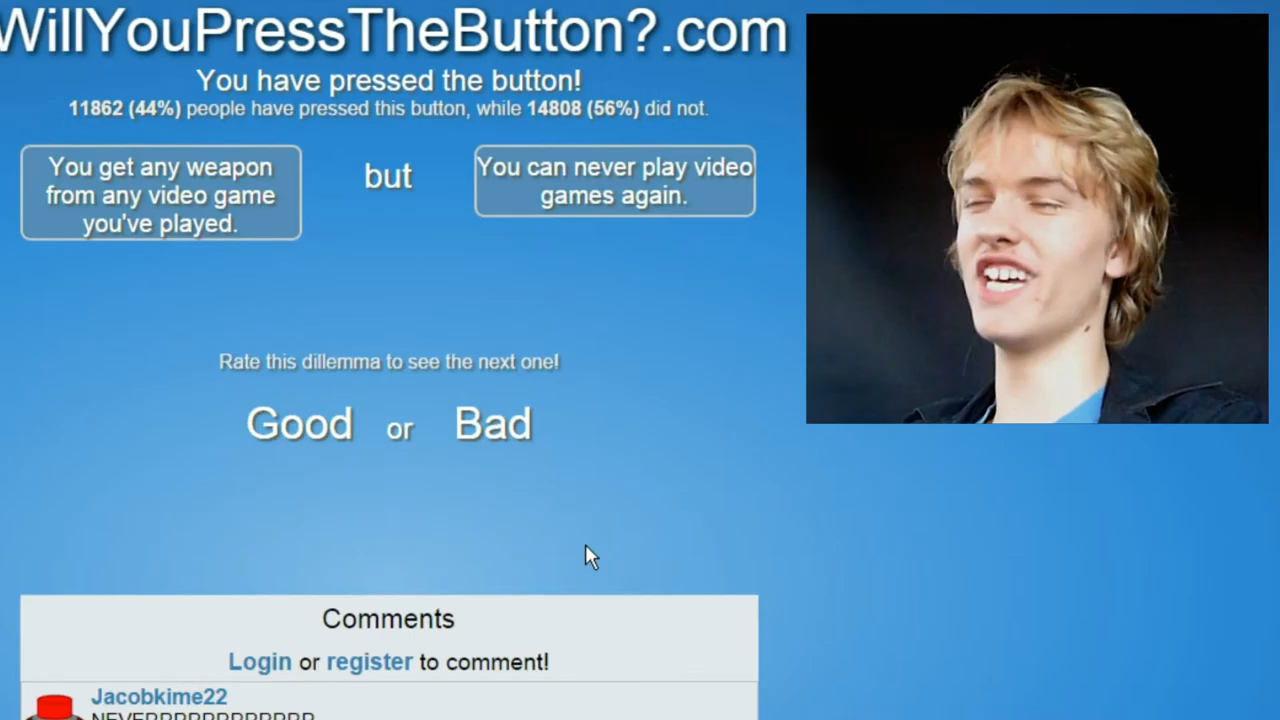 WillYouPressTheButton?.com
You have pressed the button!
11862 (44%) people have pressed this button, while 14808 (56%) did not.
You get any weapon
from any video game
you've played.
but
You can never play video
games again.
Rate this dillemma to see the next one!
Good or Bad
Comments
Login or register to comment!
Jacobkime22